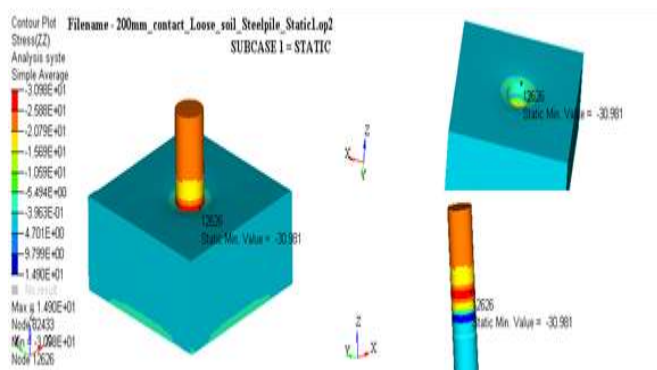 Contour Plot
Stress(ZZ)
Analysis syste
Simple Average
Filename - 200mm_contact_Loose_soil_Steelpile_Static1.op2
SUBCASE 1 = STATIC
-3.098E+01
-2.588E+01
-2.079E+01
-1.569E+01
-1.059E+01
-5.494E+00
-3.963E-01
4.701E+00
9.799E+00
1.490E+01
No result
Max = 1.490E+01
Node 82433
Min = -3.098E+01
Node 12626
12626
Static Min. Value = -30.981
X
Z
Y
12626
Static Min. Value = -30.981
Z
Y
X
2626
Static Min. Value = -30.981